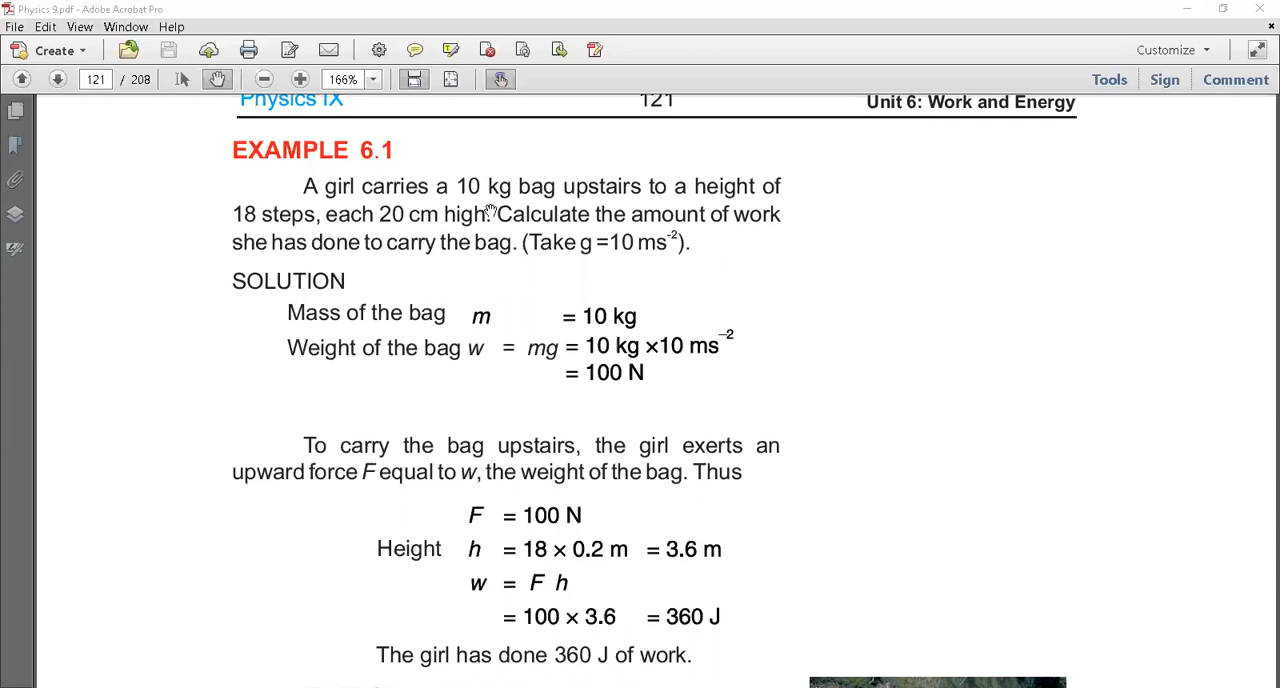 Physics 9.pdf - Adobe Acrobat Pro
File Edit View Window Help
Create Customize
121 / 208 166% Tools Sign Comment
Physics IX 121 Unit 6: Work and Energy
EXAMPLE 6.1
A girl carries a 10 kg bag upstairs to a height of
18 steps, each 20 cm high. Calculate the amount of work
she has done to carry the bag. (Take g =10 ms⁻²).
SOLUTION
Mass of the bag m = 10 kg
Weight of the bag w = mg = 10 kg ×10 ms⁻²
= 100 N
To carry the bag upstairs, the girl exerts an
upward force F equal to w, the weight of the bag. Thus
F = 100 N
Height h = 18 × 0.2 m = 3.6 m
w = F h
= 100 × 3.6 = 360 J
The girl has done 360 J of work.